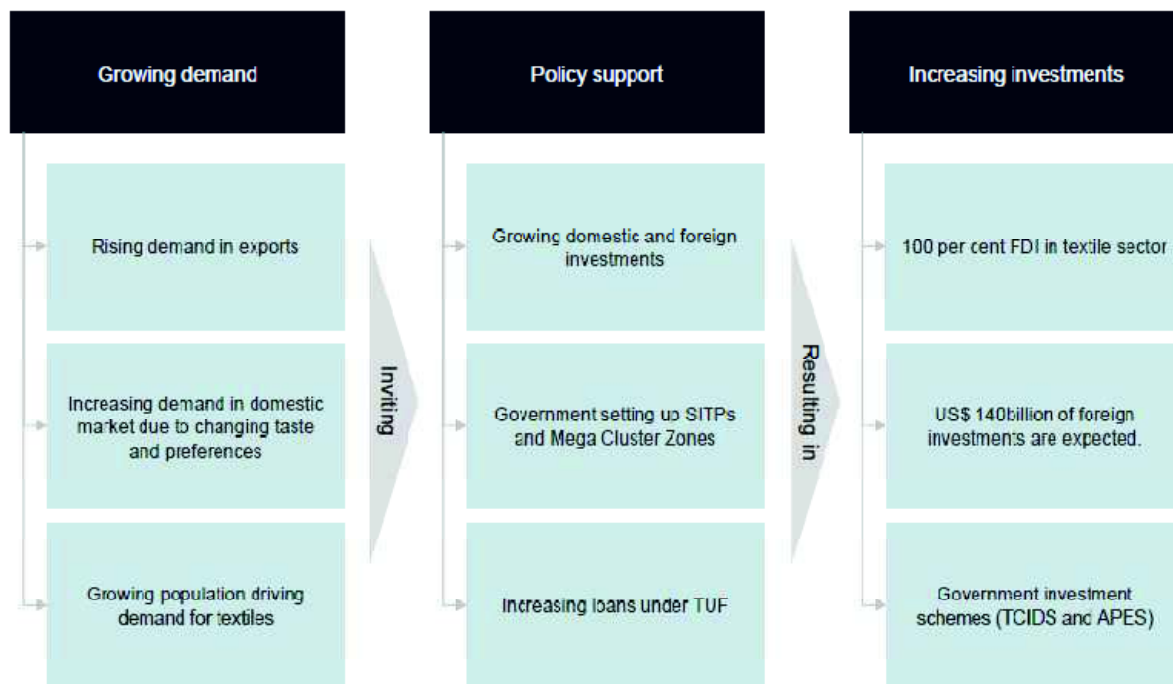 Growing demand
Rising demand in exports
Increasing demand in domestic
market due to changing taste
and preferences
Growing population driving
demand for textiles
Inviting
Policy support
Growing domestic and foreign
investments
Government setting up SITPs
and Mega Cluster Zones
Increasing loans under TUF
Resulting in
Increasing investments
100 per cent FDI in textile sector
US$ 140billion of foreign
investments are expected.
Government investment
schemes (TCIDS and APES)